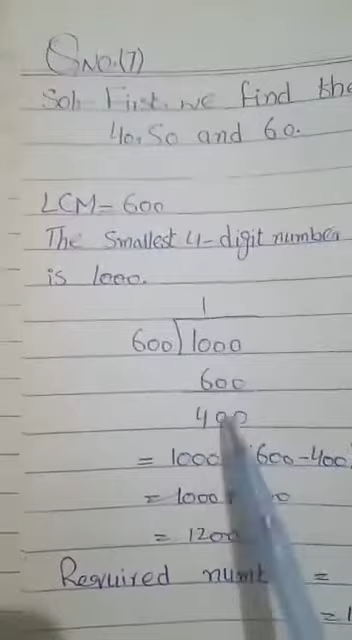 QNO.(7)
Sol: First, we find the
40, 50 and 60.
LCM = 600
The smallest 4-digit number
is 1000.
1
600)1000
600
400
= 1000 (600-400)
= 1000
= 1200
Required numb =
=